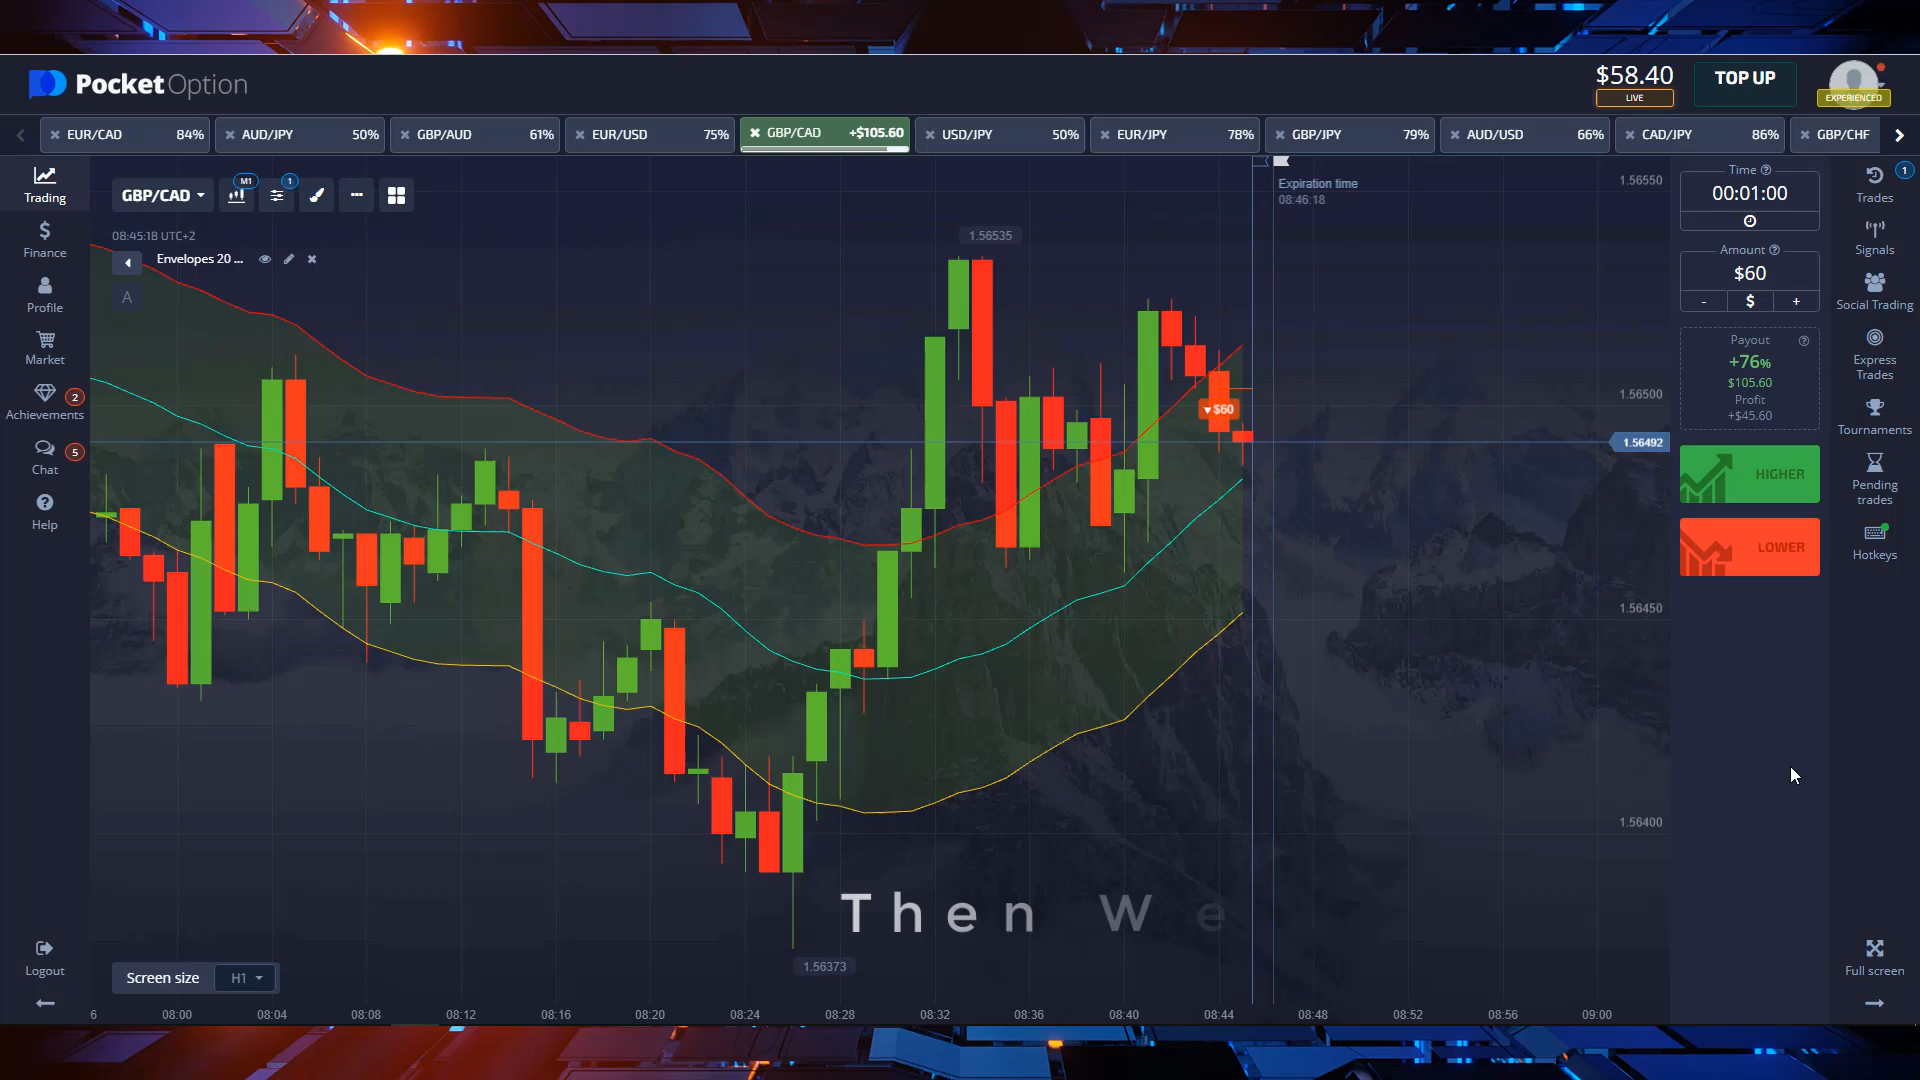 PocketOption
$58.40
LIVE
TOP UP
EXPERIENCED
EUR/CAD 84%
AUD/JPY 50%
GBP/AUD 61%
EUR/USD 75%
GBP/CAD +$105.60
USD/JPY 50%
EUR/JPY 78%
GBP/JPY 79%
AUD/USD 66%
CAD/JPY 86%
GBP/CHF
Trading
Finance
Profile
Market
Achievements
2
Chat
5
Help
Logout
GBP/CAD
M1
1
08:45:18 UTC+2
Envelopes 20 ...
A
Expiration time
08:46:18
1.56535
1.56373
$60
1.56550
1.56500
1.56492
1.56450
1.56400
Then We
Screen size H1
6 08:00 08:04 08:08 08:12 08:16 08:20 08:24 08:28 08:32 08:36 08:40 08:44 08:48 08:52 08:56 09:00
Time
00:01:00
Amount
$60
- $ +
Payout
+76%
$105.60
Profit
+$45.60
HIGHER
LOWER
1
Trades
Signals
Social Trading
Express
Trades
Tournaments
Pending
trades
Hotkeys
Full screen